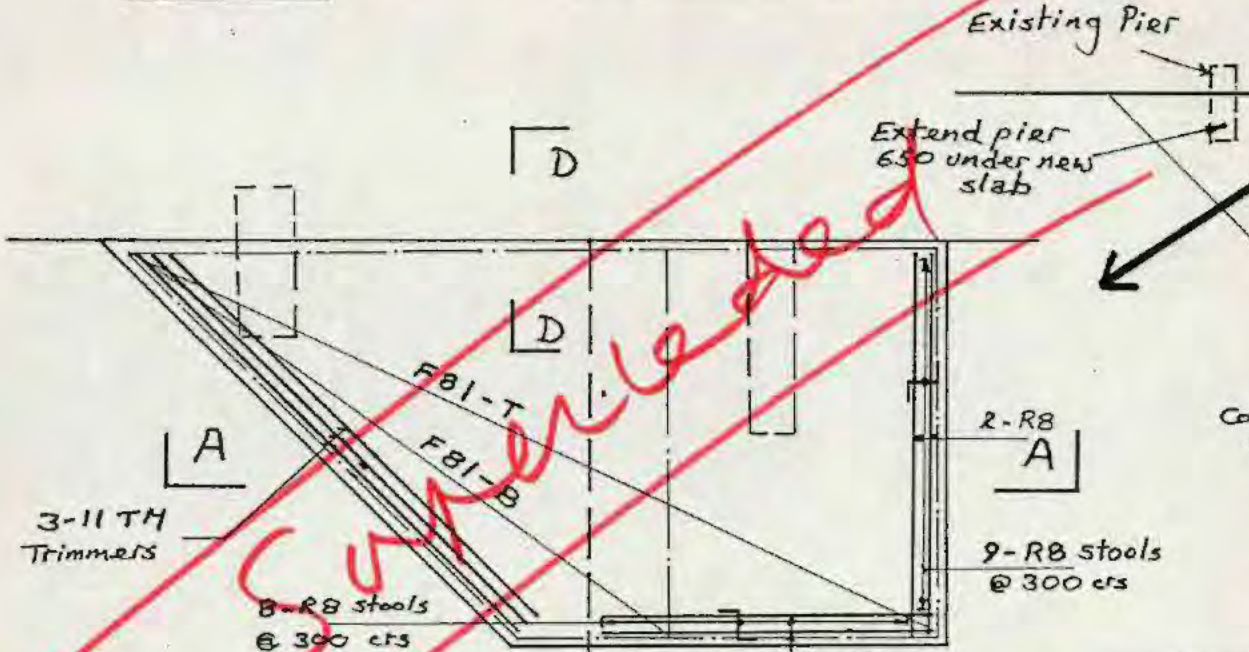 Existing Pier
Extend pier
650 under new
slab
D
D
F81-T
F81-B
A
A
2-R8
3-11 TM
Trimmers
9-R8 stools
@ 300 crs
8-R8 stools
@ 300 crs
Superseded